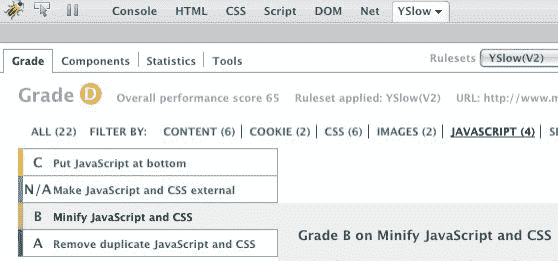 Console HTML CSS Script DOM Net YSlow
Grade Components Statistics Tools Rulesets YSlow(V2)
Grade D Overall performance score 65 Ruleset applied: YSlow(V2) URL: http://www.m
ALL (22) FILTER BY: CONTENT (6) | COOKIE (2) | CSS (6) | IMAGES (2) | JAVASCRIPT (4) |
C Put JavaScript at bottom
N/A Make JavaScript and CSS external
B Minify JavaScript and CSS
A Remove duplicate JavaScript and CSS
Grade B on Minify JavaScript and CSS